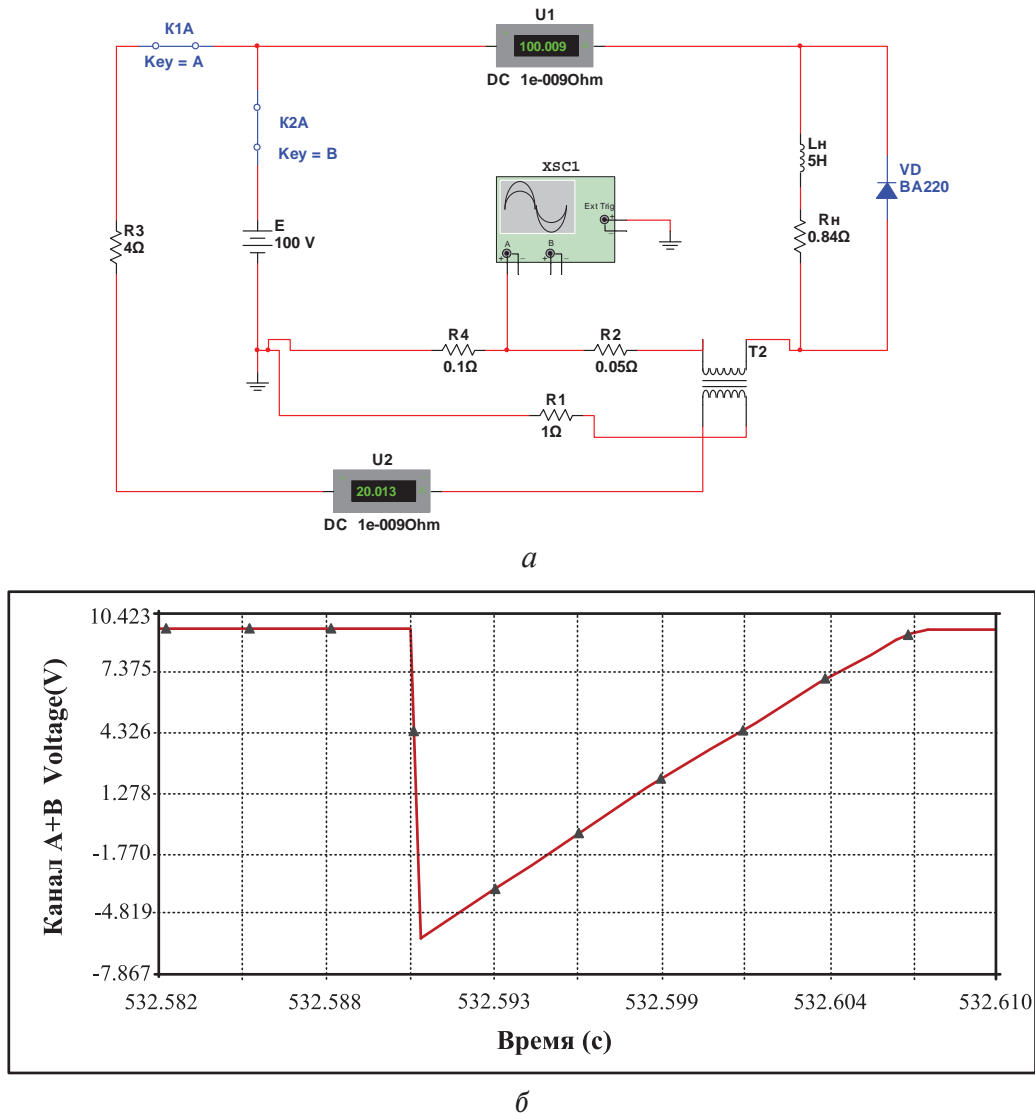 K1A
Key = A
U1
100.009
DC 1e-009Ohm
K2A
Key = B
XSC1
Ext Trig
A
B
Lн
5H
VD
BA220
Rн
0.84Ω
R3
4Ω
E
100 V
R4
0.1Ω
R2
0.05Ω
T2
R1
1Ω
U2
20.013
DC 1e-009Ohm
а
Канал A+B Voltage(V)
10.423
7.375
4.326
1.278
-1.770
-4.819
-7.867
532.582 532.588 532.593 532.599 532.604 532.610
Время (с)
б